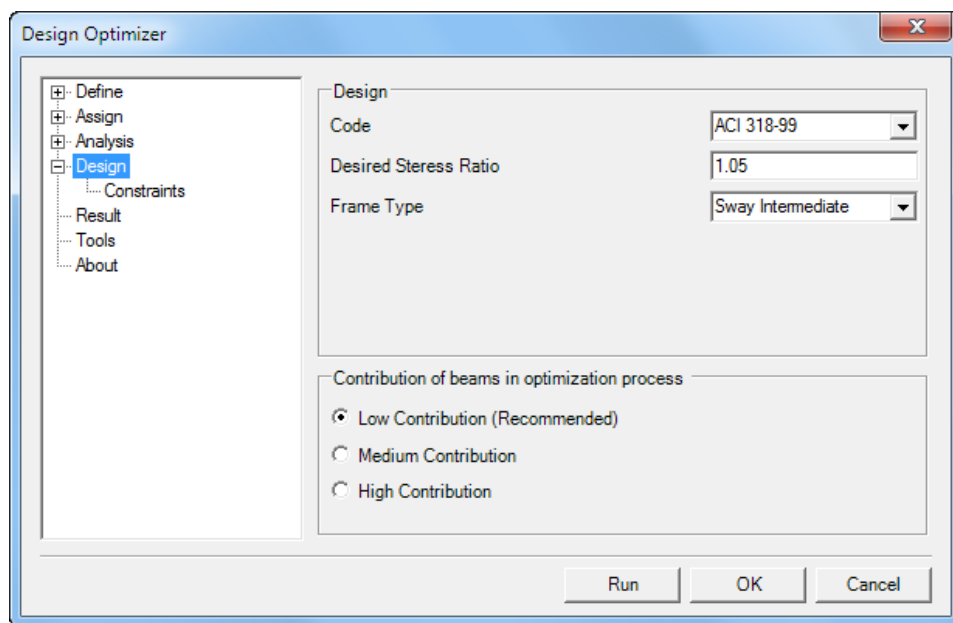 Design Optimizer
Define
Assign
Analysis
Design
Constraints
Result
Tools
About
Design
Code ACI 318-99
Desired Steress Ratio 1.05
Frame Type Sway Intermediate
Contribution of beams in optimization process
Low Contribution (Recommended)
Medium Contribution
High Contribution
Run OK Cancel